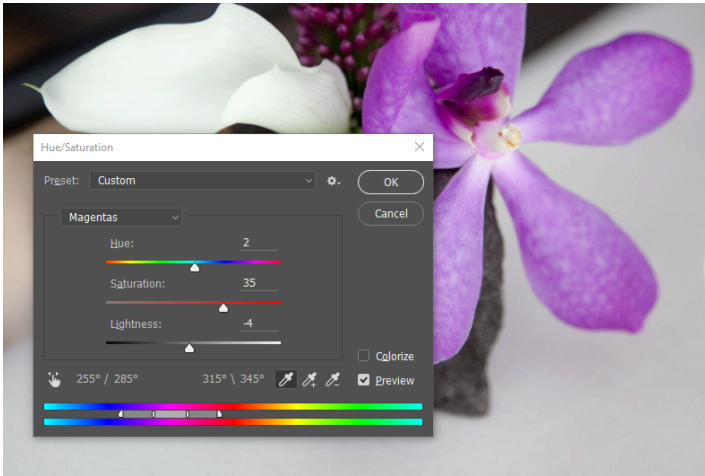 Hue/Saturation
Preset: Custom
OK
Cancel
Magentas
Hue: 2
Saturation: 35
Lightness: -4
Colorize
255° / 285° 315° \ 345°
Preview